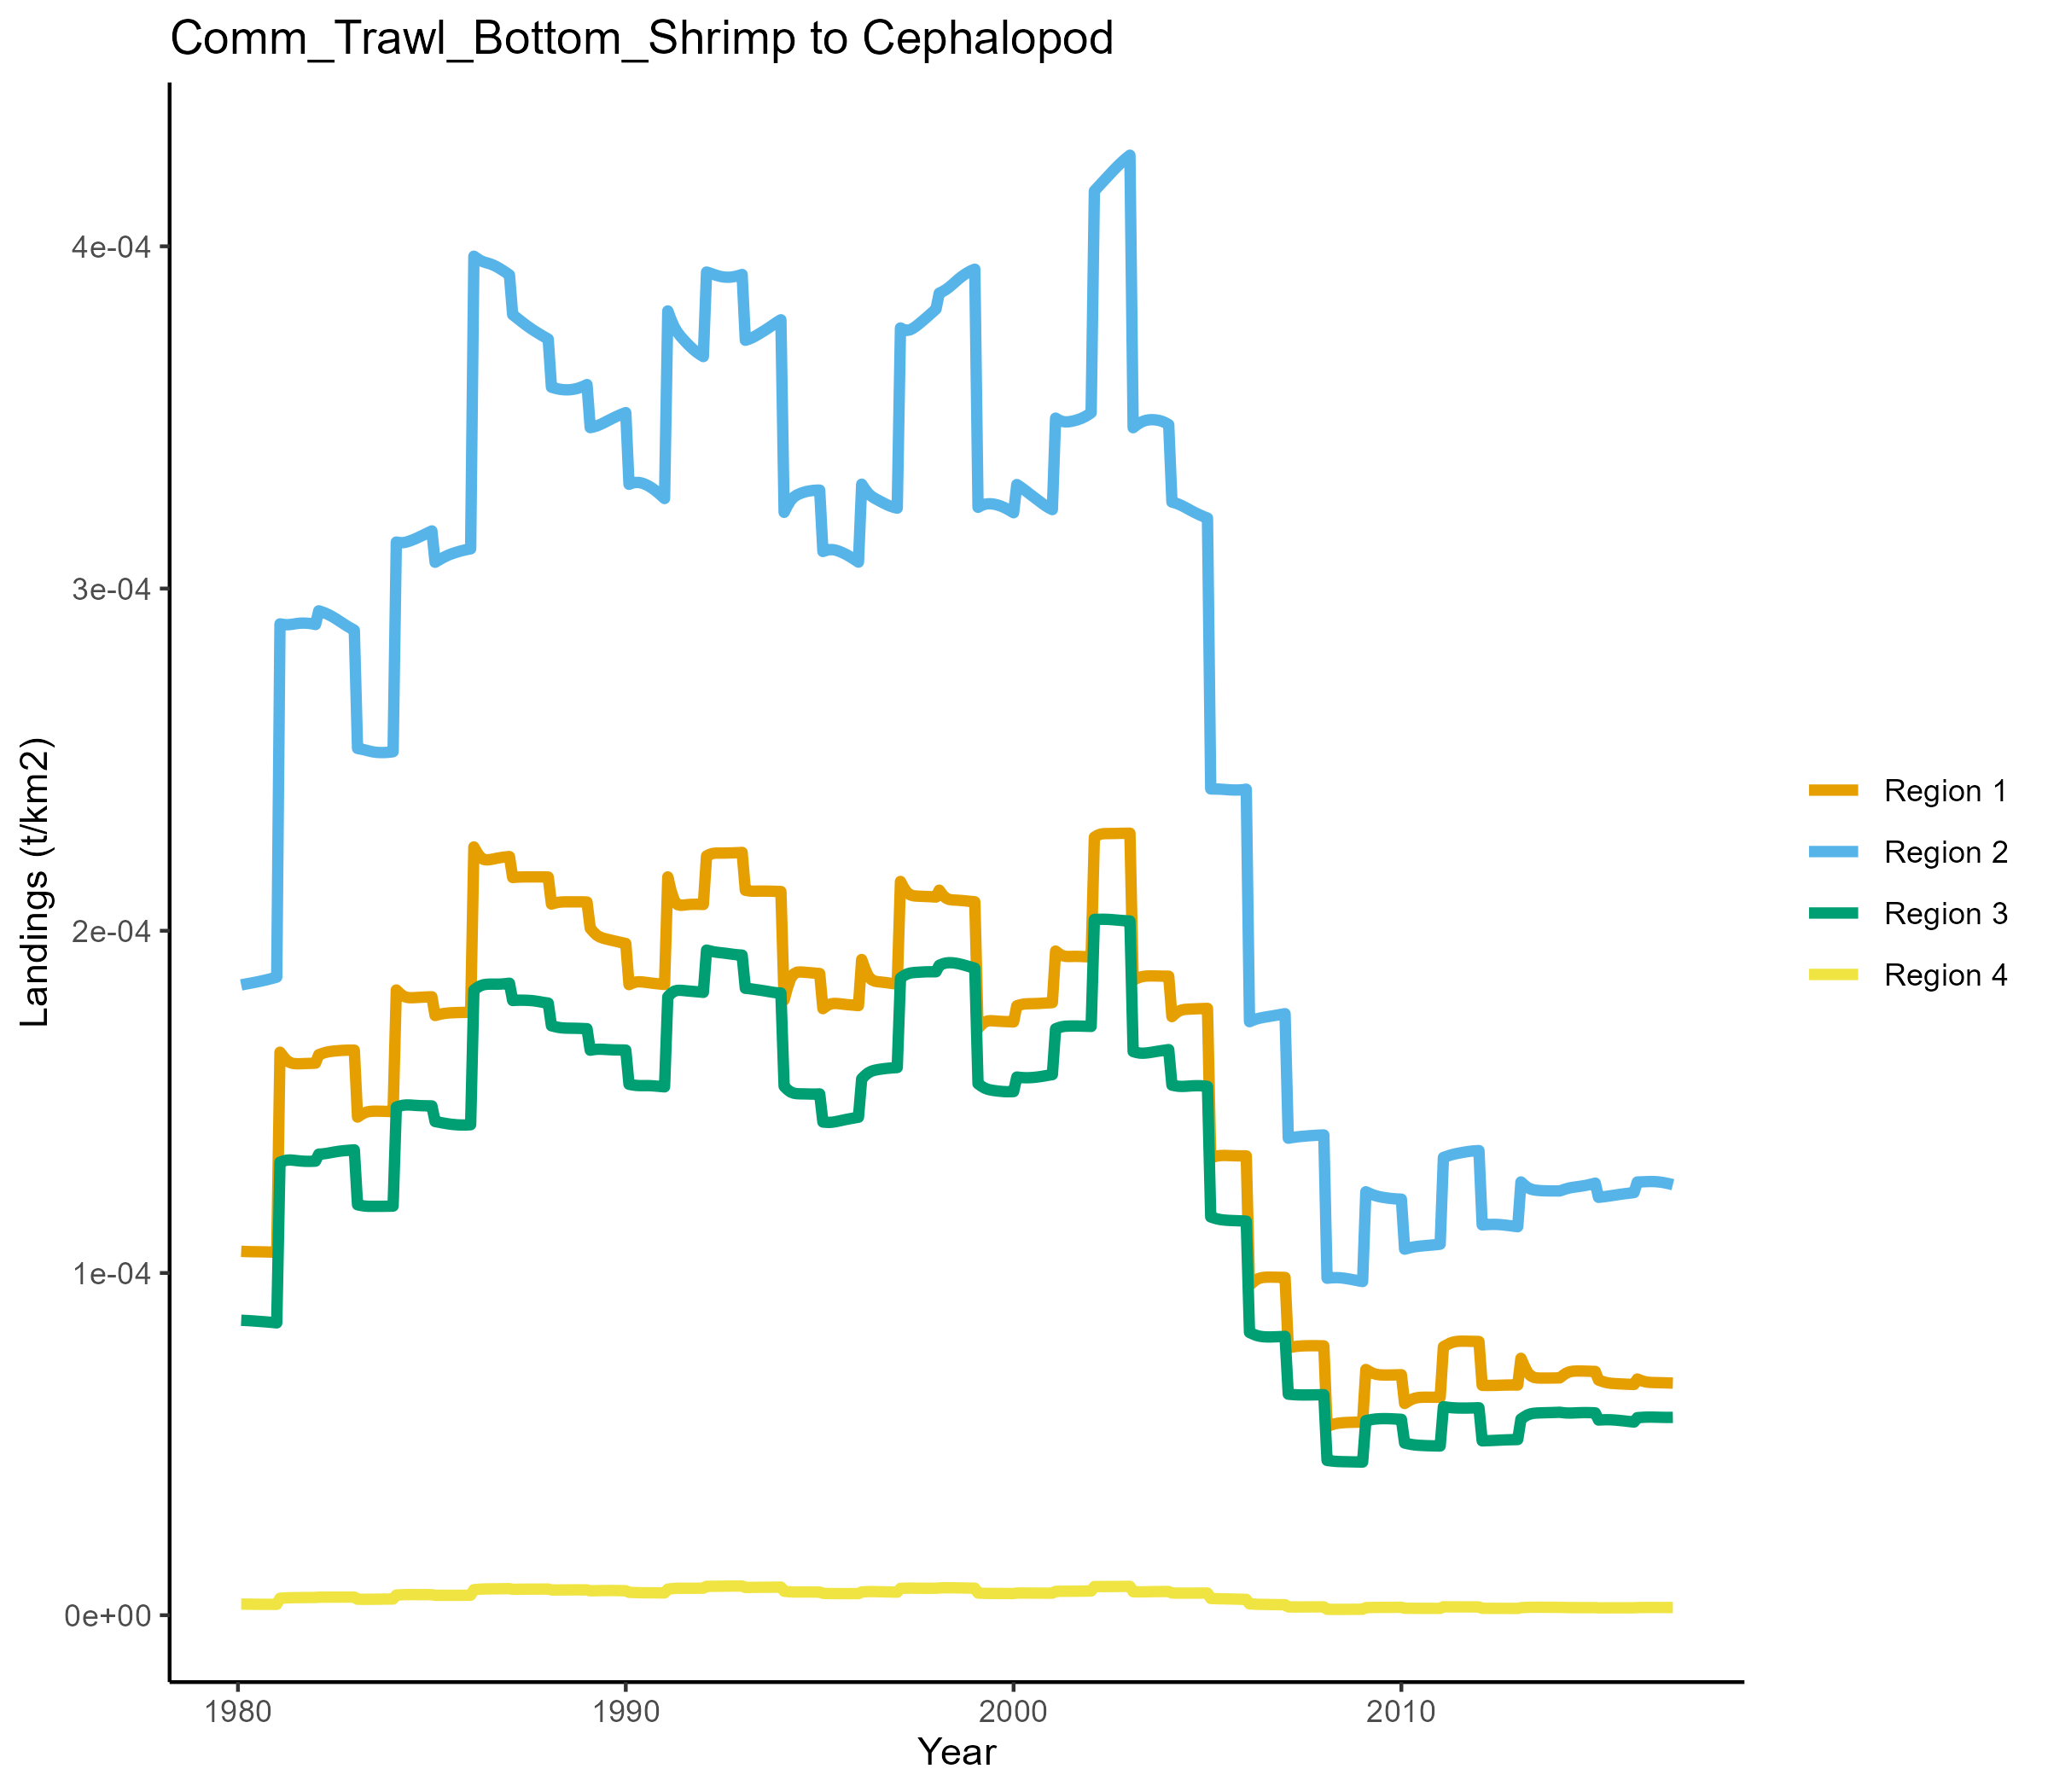 Comm_Trawl_Bottom_Shrimp to Cephalopod
Landings (t/km2)
4e-04
3e-04
2e-04
1e-04
0e+00
1980
1990
2000
2010
Year
Region 1
Region 2
Region 3
Region 4